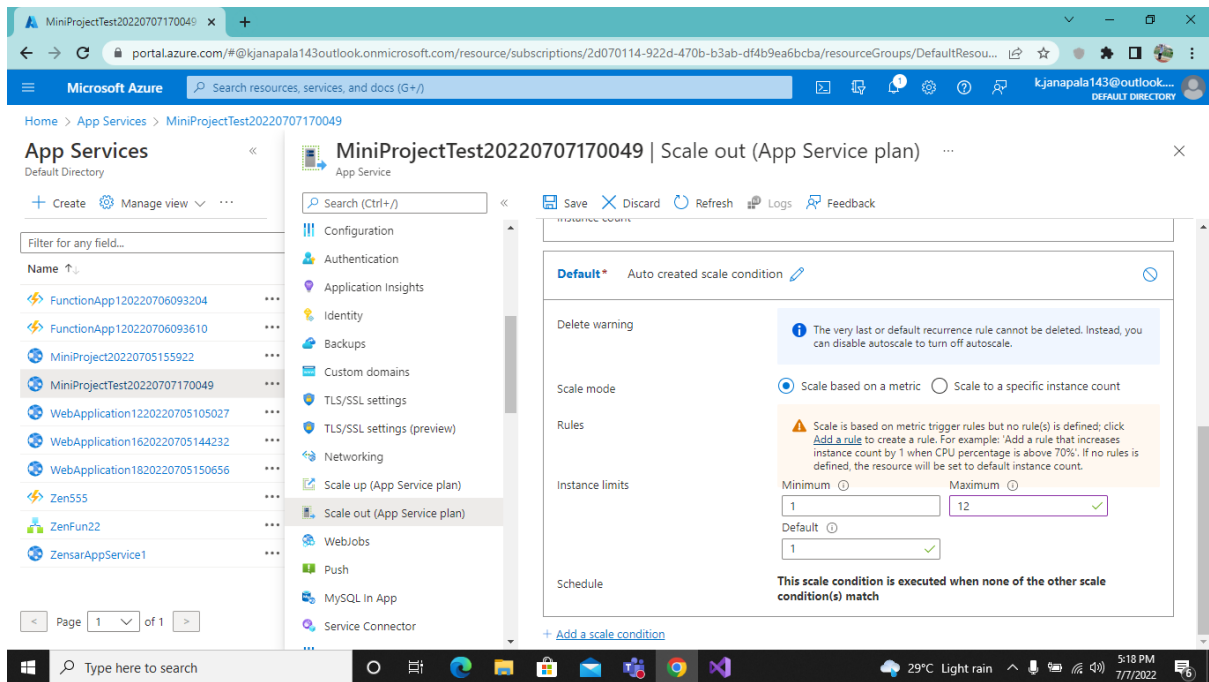 MiniProjectTest20220707170049
portal.azure.com/#@kjanapala143outlook.onmicrosoft.com/resource/subscriptions/2d070114-922d-470b-b3ab-df4b9ea6bcba/resourceGroups/DefaultResou...
Microsoft Azure
Search resources, services, and docs (G+/)
1
k.janapala143@outlook....
DEFAULT DIRECTORY
Home > App Services > MiniProjectTest20220707170049
App Services
Default Directory
Create Manage view ...
Filter for any field...
Name ↑↓
FunctionApp120220706093204 ...
FunctionApp120220706093610 ...
MiniProject20220705155922 ...
MiniProjectTest20220707170049 ...
WebApplication1220220705105027 ...
WebApplication1620220705144232 ...
WebApplication1820220705150656 ...
Zen555 ...
ZenFun22 ...
ZensarAppService1 ...
< Page 1 of 1 >
MiniProjectTest20220707170049 | Scale out (App Service plan) ...
App Service
Search (Ctrl+/)
«
Configuration
Authentication
Application Insights
Identity
Backups
Custom domains
TLS/SSL settings
TLS/SSL settings (preview)
Networking
Scale up (App Service plan)
Scale out (App Service plan)
WebJobs
Push
MySQL In App
Service Connector
Save Discard Refresh Logs Feedback
Instance count
Default* Auto created scale condition
Delete warning
The very last or default recurrence rule cannot be deleted. Instead, you
can disable autoscale to turn off autoscale.
Scale mode
Scale based on a metric Scale to a specific instance count
Rules
Scale is based on metric trigger rules but no rule(s) is defined; click
Add a rule to create a rule. For example: 'Add a rule that increases
instance count by 1 when CPU percentage is above 70%'. If no rules is
defined, the resource will be set to default instance count.
Instance limits
Minimum Maximum
1 12
Default
1
Schedule
This scale condition is executed when none of the other scale
condition(s) match
+ Add a scale condition
Type here to search
29°C Light rain
5:18 PM
7/7/2022
6